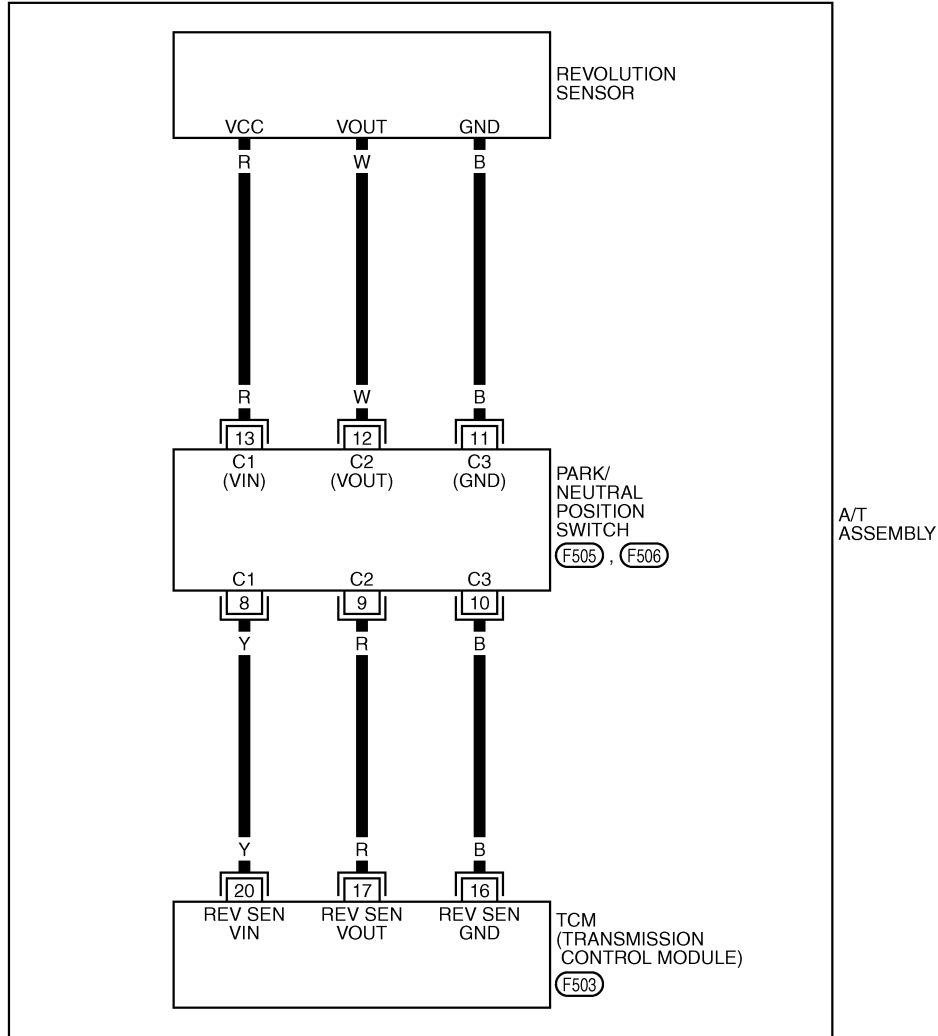 REVOLUTION
SENSOR
VCC VOUT GND
R W B
R W B
13 12 11
C1 C2 C3
(VIN) (VOUT) (GND)
PARK/
NEUTRAL
POSITION
SWITCH
F505 , F506
A/T
ASSEMBLY
C1 C2 C3
8 9 10
Y R B
Y R B
20 17 16
REV SEN REV SEN REV SEN
VIN VOUT GND
TCM
(TRANSMISSION
CONTROL MODULE)
F503